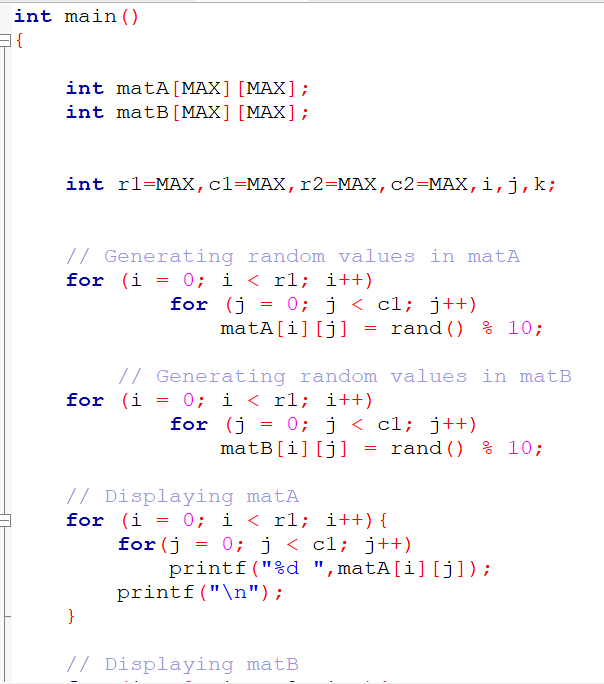 int main()
{
int matA[MAX][MAX];
int matB[MAX][MAX];
int r1=MAX,c1=MAX,r2=MAX,c2=MAX,i,j,k;
// Generating random values in matA
for (i = 0; i < r1; i++)
for (j = 0; j < c1; j++)
matA[i][j] = rand() % 10;
// Generating random values in matB
for (i = 0; i < r1; i++)
for (j = 0; j < c1; j++)
matB[i][j] = rand() % 10;
// Displaying matA
for (i = 0; i < r1; i++){
for(j = 0; j < c1; j++)
printf("%d ",matA[i][j]);
printf("\n");
}
// Displaying matB